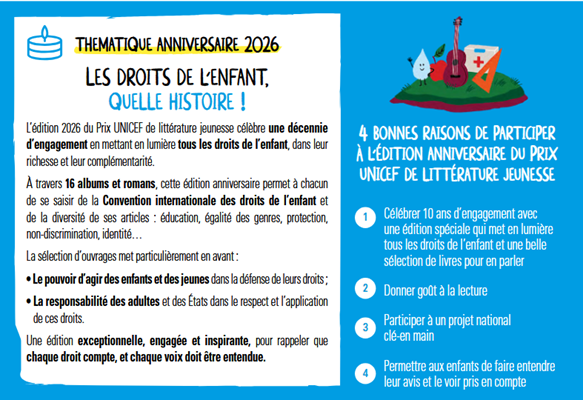 THEMATIQUE ANNIVERSAIRE 2026
LES DROITS DE L'ENFANT,
QUELLE HISTOIRE !
L'édition 2026 du Prix UNICEF de littérature jeunesse célèbre une décennie
d'engagement en mettant en lumière tous les droits de l'enfant, dans leur
richesse et leur complémentarité.
À travers 16 albums et romans, cette édition anniversaire permet à chacun
de se saisir de la Convention internationale des droits de l'enfant et
de la diversité de ses articles : éducation, égalité des genres, protection,
non-discrimination, identité…
La sélection d'ouvrages met particulièrement en avant :
• Le pouvoir d'agir des enfants et des jeunes dans la défense de leurs droits ;
• La responsabilité des adultes et des États dans le respect et l'application
de ces droits.
Une édition exceptionnelle, engagée et inspirante, pour rappeler que
chaque droit compte, et chaque voix doit être entendue.
4 BONNES RAISONS DE PARTICIPER
À L'ÉDITION ANNIVERSAIRE DU PRIX
UNICEF DE LITTÉRATURE JEUNESSE
1 Célébrer 10 ans d'engagement avec
une édition spéciale qui met en lumière
tous les droits de l'enfant et une belle
sélection de livres pour en parler
2 Donner goût à la lecture
3 Participer à un projet national
clé-en main
4 Permettre aux enfants de faire entendre
leur avis et le voir pris en compte